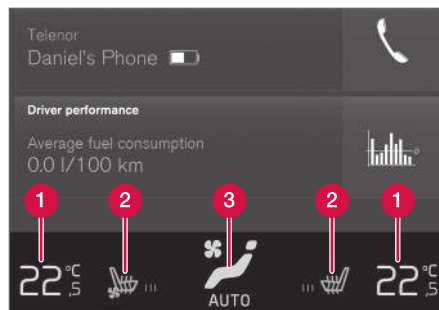 Telenor
Daniel's Phone
Driver performance
Average fuel consumption
0.0 l/100 km
1
2
3
2
1
22,5 °C
22,5 °C
AUTO